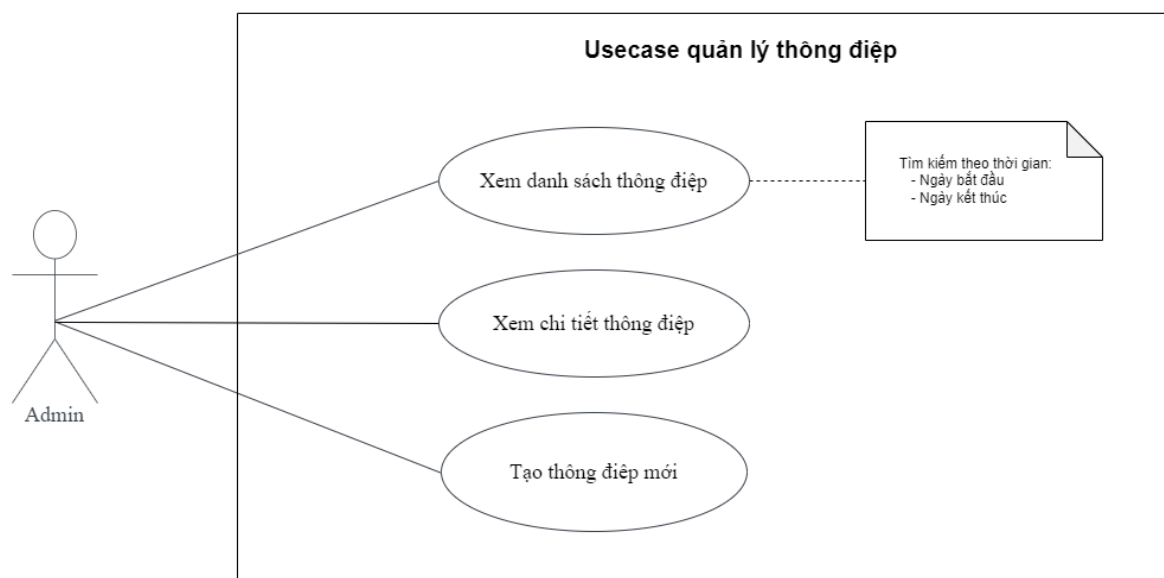 Usecase quản lý thông điệp
Xem danh sách thông điệp
Tìm kiếm theo thời gian:
- Ngày bắt đầu
- Ngày kết thúc
Xem chi tiết thông điệp
Admin
Tạo thông điêp mới